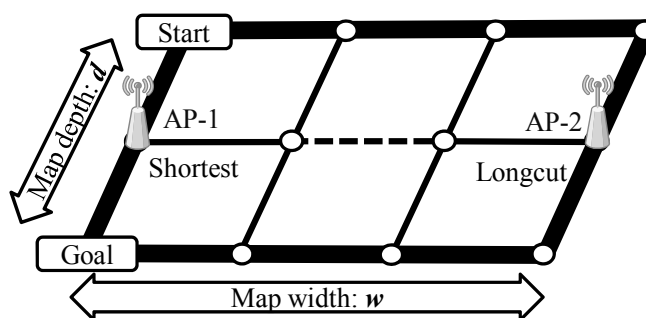 Start
Map depth: d
AP-1
AP-2
Shortest
Longcut
Goal
Map width: w